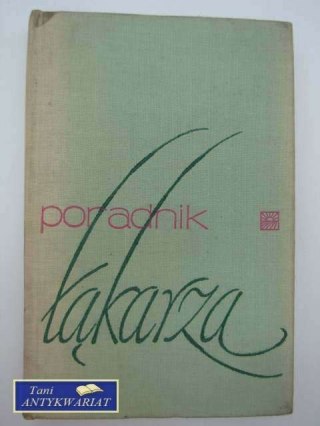 poradnik
łąkarza
Tani
ANTYKWARIAT